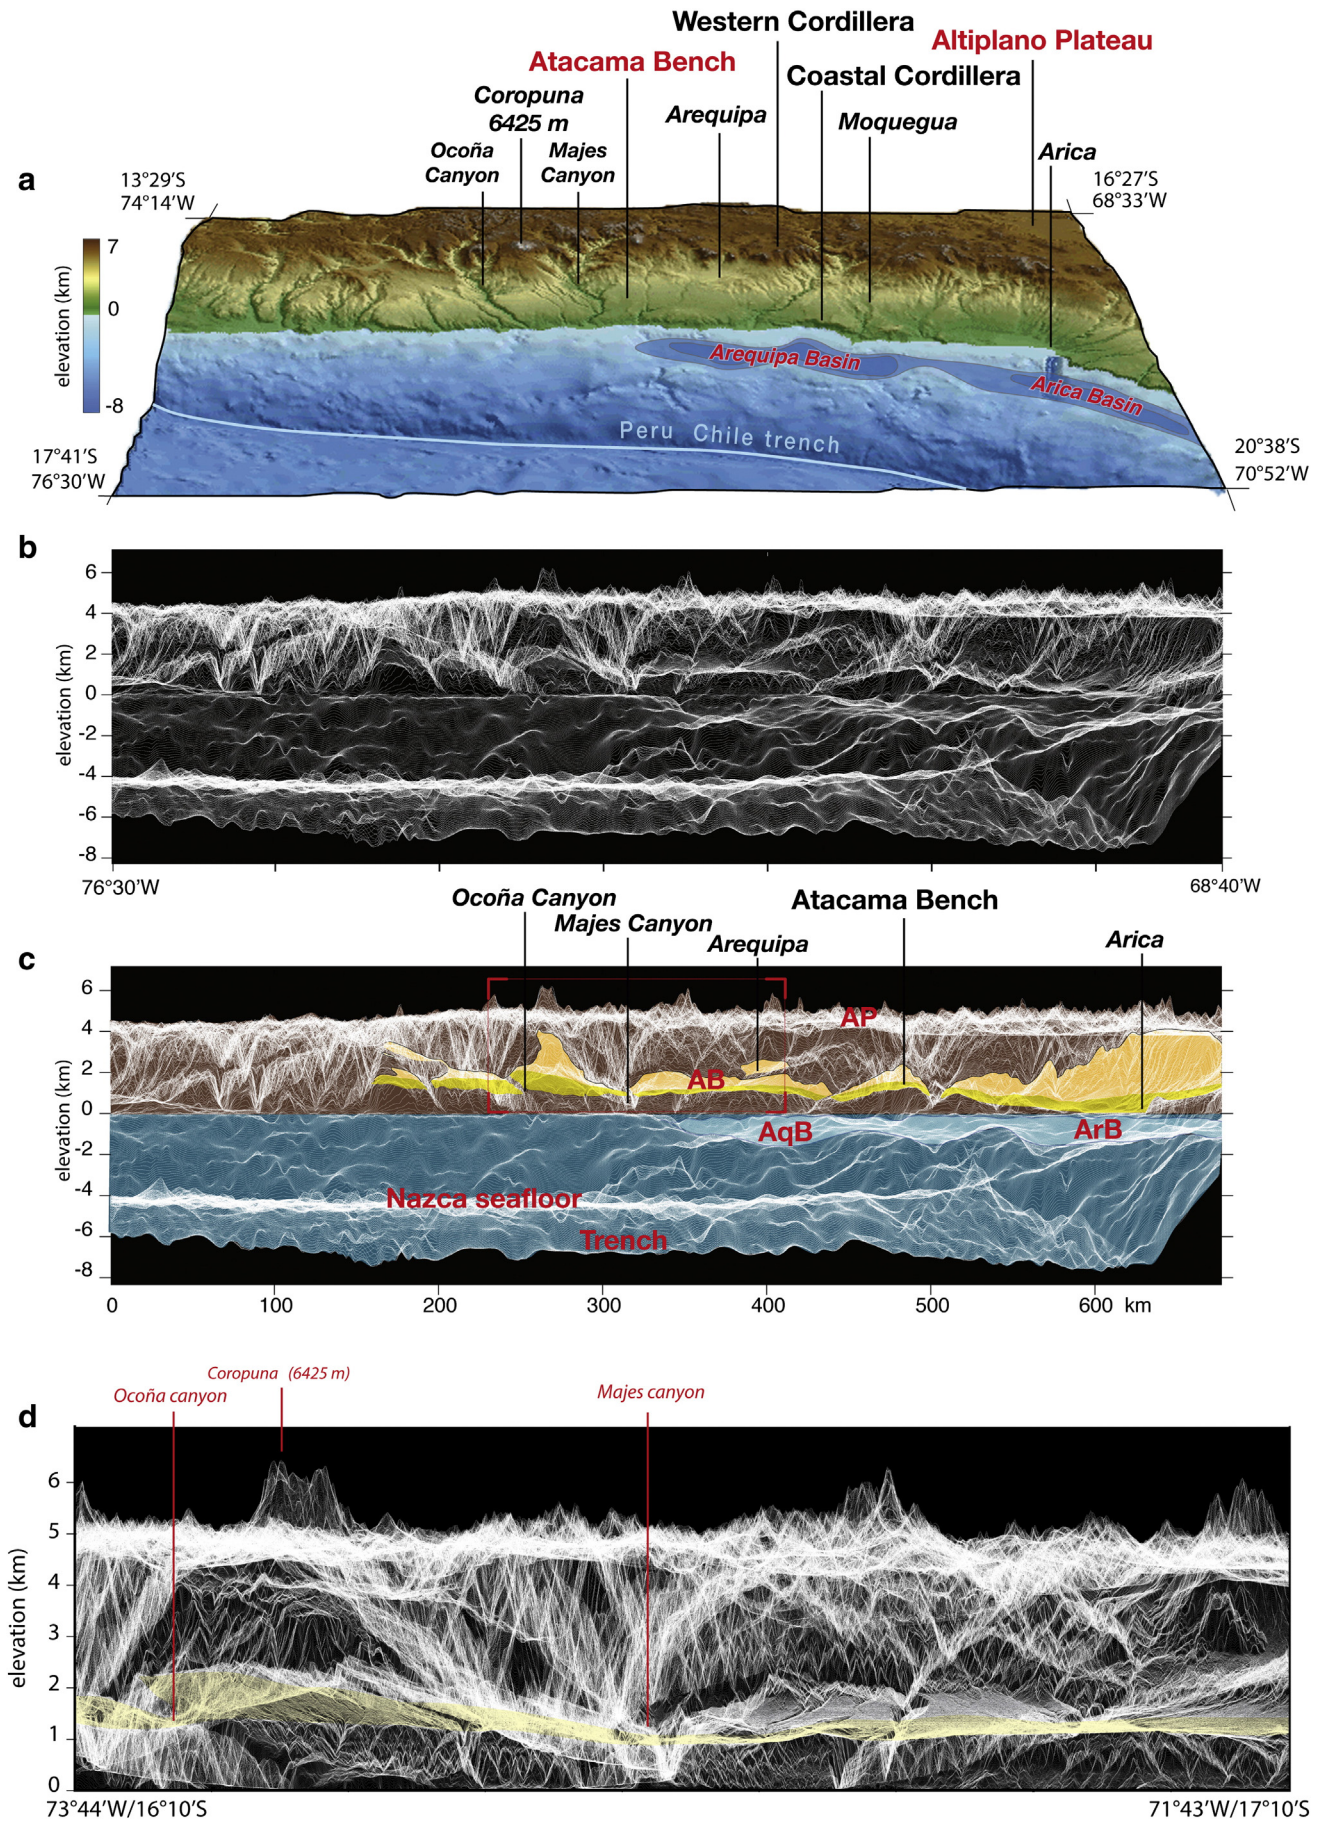 Western Cordillera
Altiplano Plateau
Atacama Bench
Coastal Cordillera
Coropuna
6425 m
Arequipa
Moquegua
Ocoña
Canyon
Majes
Canyon
Arica
a
13°29'S
74°14'W
16°27'S
68°33'W
7
0
-8
elevation (km)
Arequipa Basin
Arica Basin
Peru Chile trench
17°41'S
76°30'W
20°38'S
70°52'W
b
6
4
2
0
-2
-4
-6
-8
elevation (km)
76°30'W
68°40'W
Ocoña Canyon
Atacama Bench
Majes Canyon
Arequipa
Arica
c
6
4
2
0
-2
-4
-6
-8
elevation (km)
AP
AB
AqB
ArB
Nazca seafloor
Trench
0 100 200 300 400 500 600 km
Coropuna (6425 m)
Ocoña canyon
Majes canyon
d
6
5
4
3
2
1
0
elevation (km)
73°44'W/16°10'S
71°43'W/17°10'S